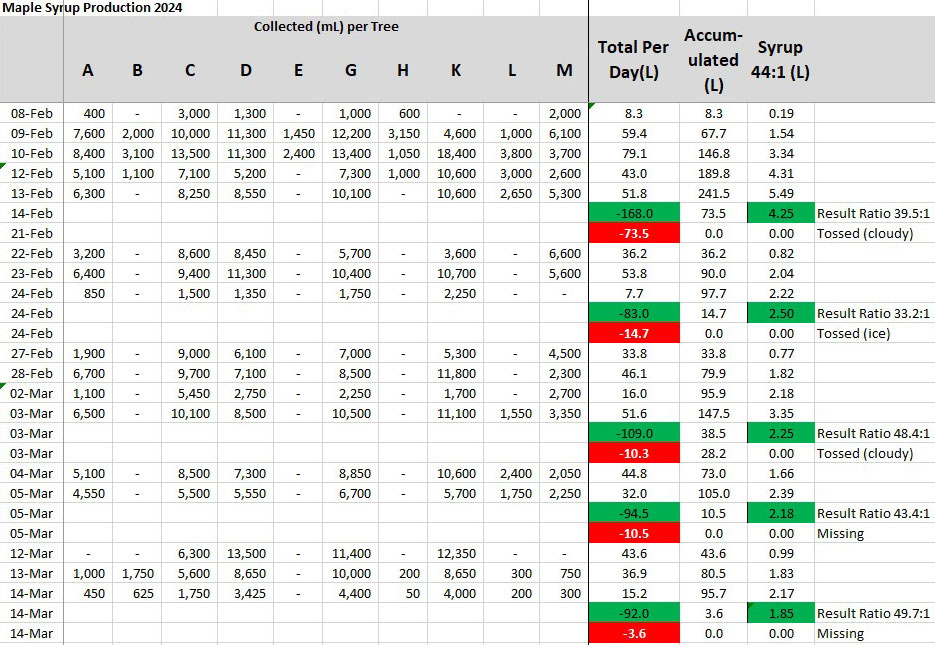 Maple Syrup Production 2024
Collected (mL) per Tree
A B C D E G H K L M Total Per Day(L) Accum-ulated (L) Syrup 44:1 (L)
08-Feb 400 - 3,000 1,300 - 1,000 600 - - 2,000 8.3 8.3 0.19
09-Feb 7,600 2,000 10,000 11,300 1,450 12,200 3,150 4,600 1,000 6,100 59.4 67.7 1.54
10-Feb 8,400 3,100 13,500 11,300 2,400 13,400 1,050 18,400 3,800 3,700 79.1 146.8 3.34
12-Feb 5,100 1,100 7,100 5,200 - 7,300 1,000 10,600 3,000 2,600 43.0 189.8 4.31
13-Feb 6,300 - 8,250 8,550 - 10,100 - 10,600 2,650 5,300 51.8 241.5 5.49
14-Feb -168.0 73.5 4.25 Result Ratio 39.5:1
21-Feb -73.5 0.0 0.00 Tossed (cloudy)
22-Feb 3,200 - 8,600 8,450 - 5,700 - 3,600 - 6,600 36.2 36.2 0.82
23-Feb 6,400 - 9,400 11,300 - 10,400 - 10,700 - 5,600 53.8 90.0 2.04
24-Feb 850 - 1,500 1,350 - 1,750 - 2,250 - - 7.7 97.7 2.22
24-Feb -83.0 14.7 2.50 Result Ratio 33.2:1
24-Feb -14.7 0.0 0.00 Tossed (ice)
27-Feb 1,900 - 9,000 6,100 - 7,000 - 5,300 - 4,500 33.8 33.8 0.77
28-Feb 6,700 - 9,700 7,100 - 8,500 - 11,800 - 2,300 46.1 79.9 1.82
02-Mar 1,100 - 5,450 2,750 - 2,250 - 1,700 - 2,700 16.0 95.9 2.18
03-Mar 6,500 - 10,100 8,500 - 10,500 - 11,100 1,550 3,350 51.6 147.5 3.35
03-Mar -109.0 38.5 2.25 Result Ratio 48.4:1
03-Mar -10.3 28.2 0.00 Tossed (cloudy)
04-Mar 5,100 - 8,500 7,300 - 8,850 - 10,600 2,400 2,050 44.8 73.0 1.66
05-Mar 4,550 - 5,500 5,550 - 6,700 - 5,700 1,750 2,250 32.0 105.0 2.39
05-Mar -94.5 10.5 2.18 Result Ratio 43.4:1
05-Mar -10.5 0.0 0.00 Missing
12-Mar - - 6,300 13,500 - 11,400 - 12,350 - - 43.6 43.6 0.99
13-Mar 1,000 1,750 5,600 8,650 - 10,000 200 8,650 300 750 36.9 80.5 1.83
14-Mar 450 625 1,750 3,425 - 4,400 50 4,000 200 300 15.2 95.7 2.17
14-Mar -92.0 3.6 1.85 Result Ratio 49.7:1
14-Mar -3.6 0.0 0.00 Missing